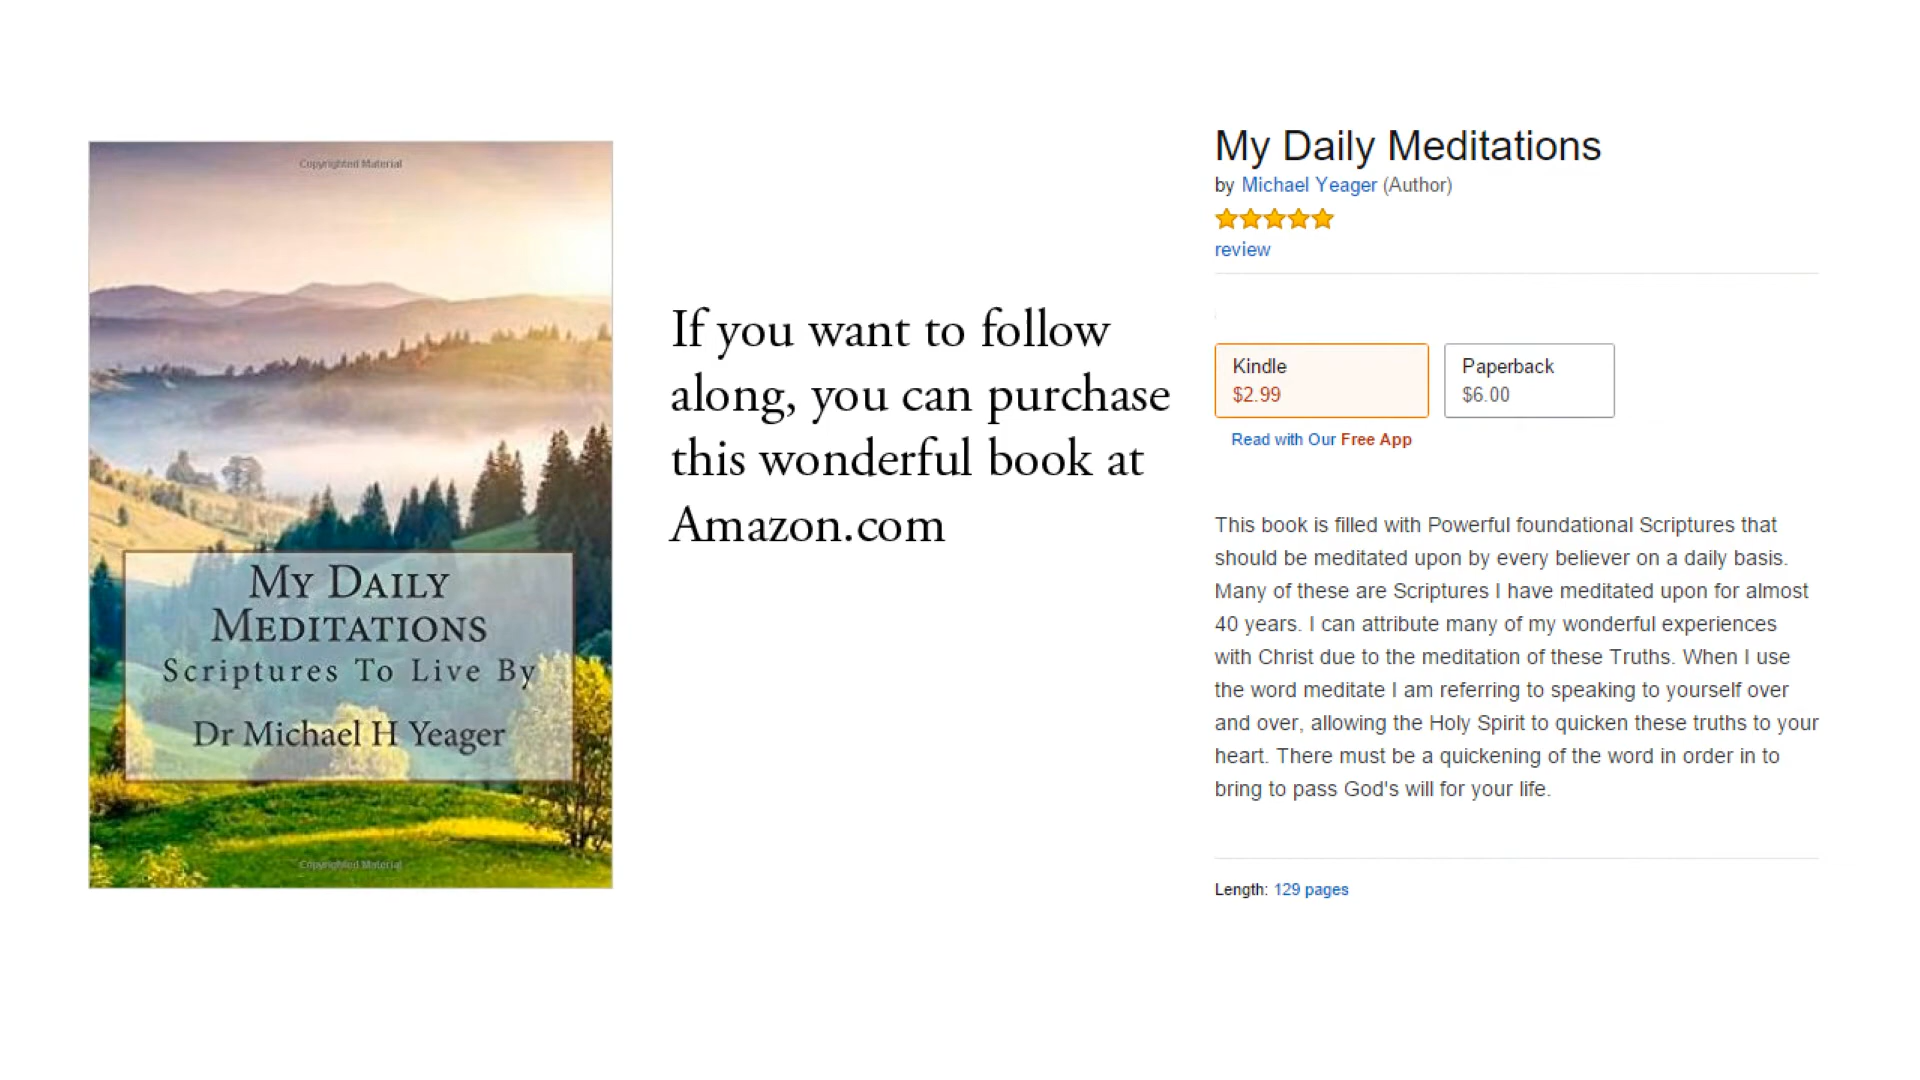 Copyrighted Material
My Daily
Meditations
Scriptures To Live By
Dr Michael H Yeager
Copyrighted Material
If you want to follow
along, you can purchase
this wonderful book at
Amazon.com
My Daily Meditations
by Michael Yeager (Author)
review
Kindle
$2.99
Paperback
$6.00
Read with Our Free App
This book is filled with Powerful foundational Scriptures that
should be meditated upon by every believer on a daily basis.
Many of these are Scriptures I have meditated upon for almost
40 years. I can attribute many of my wonderful experiences
with Christ due to the meditation of these Truths. When I use
the word meditate I am referring to speaking to yourself over
and over, allowing the Holy Spirit to quicken these truths to your
heart. There must be a quickening of the word in order in to
bring to pass God's will for your life.
Length: 129 pages